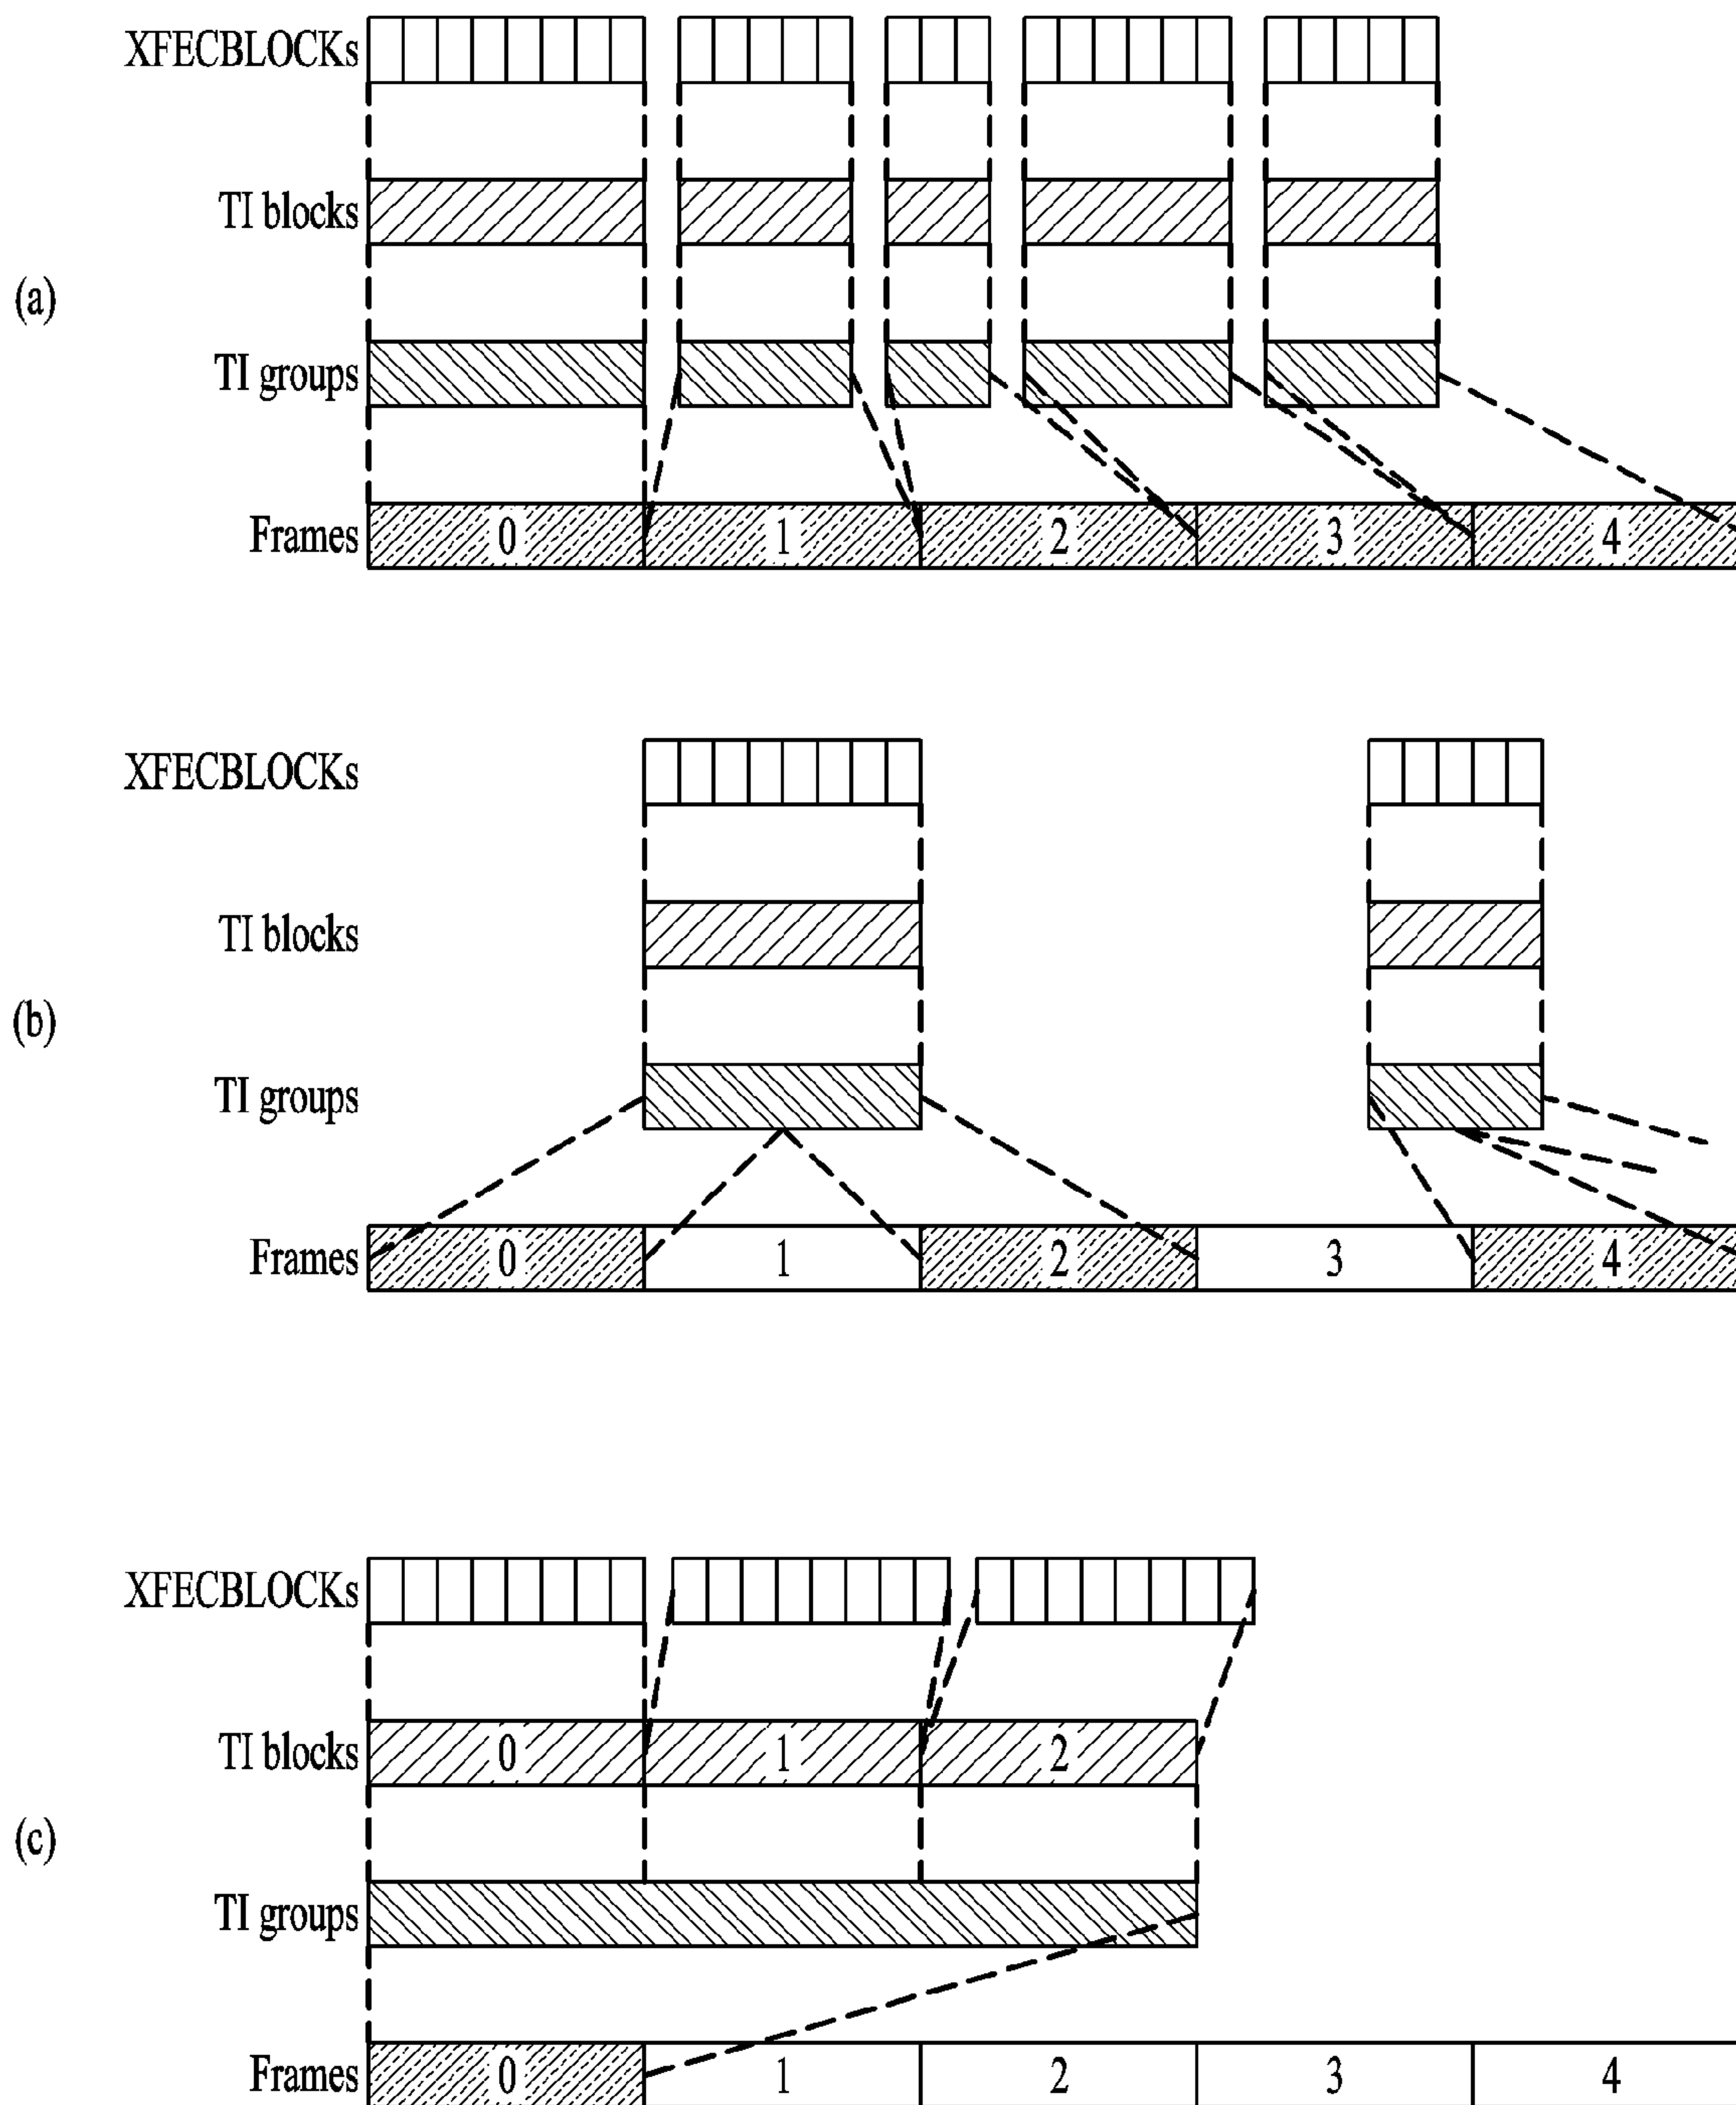 XFECBLOCKs
TI blocks
(a)
TI groups
Frames 0 1 2 3 4
XFECBLOCKs
TI blocks
(b)
TI groups
Frames 0 1 2 3 4
XFECBLOCKs
TI blocks 0 1 2
(c)
TI groups
Frames 0 1 2 3 4